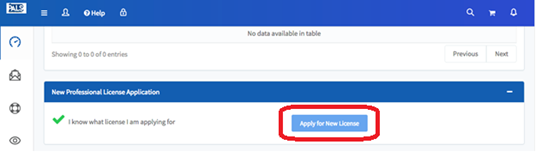 PALS
Help
No data available in table
Showing 0 to 0 of 0 entries
Previous Next
New Professional License Application
I know what license I am applying for
Apply for New License